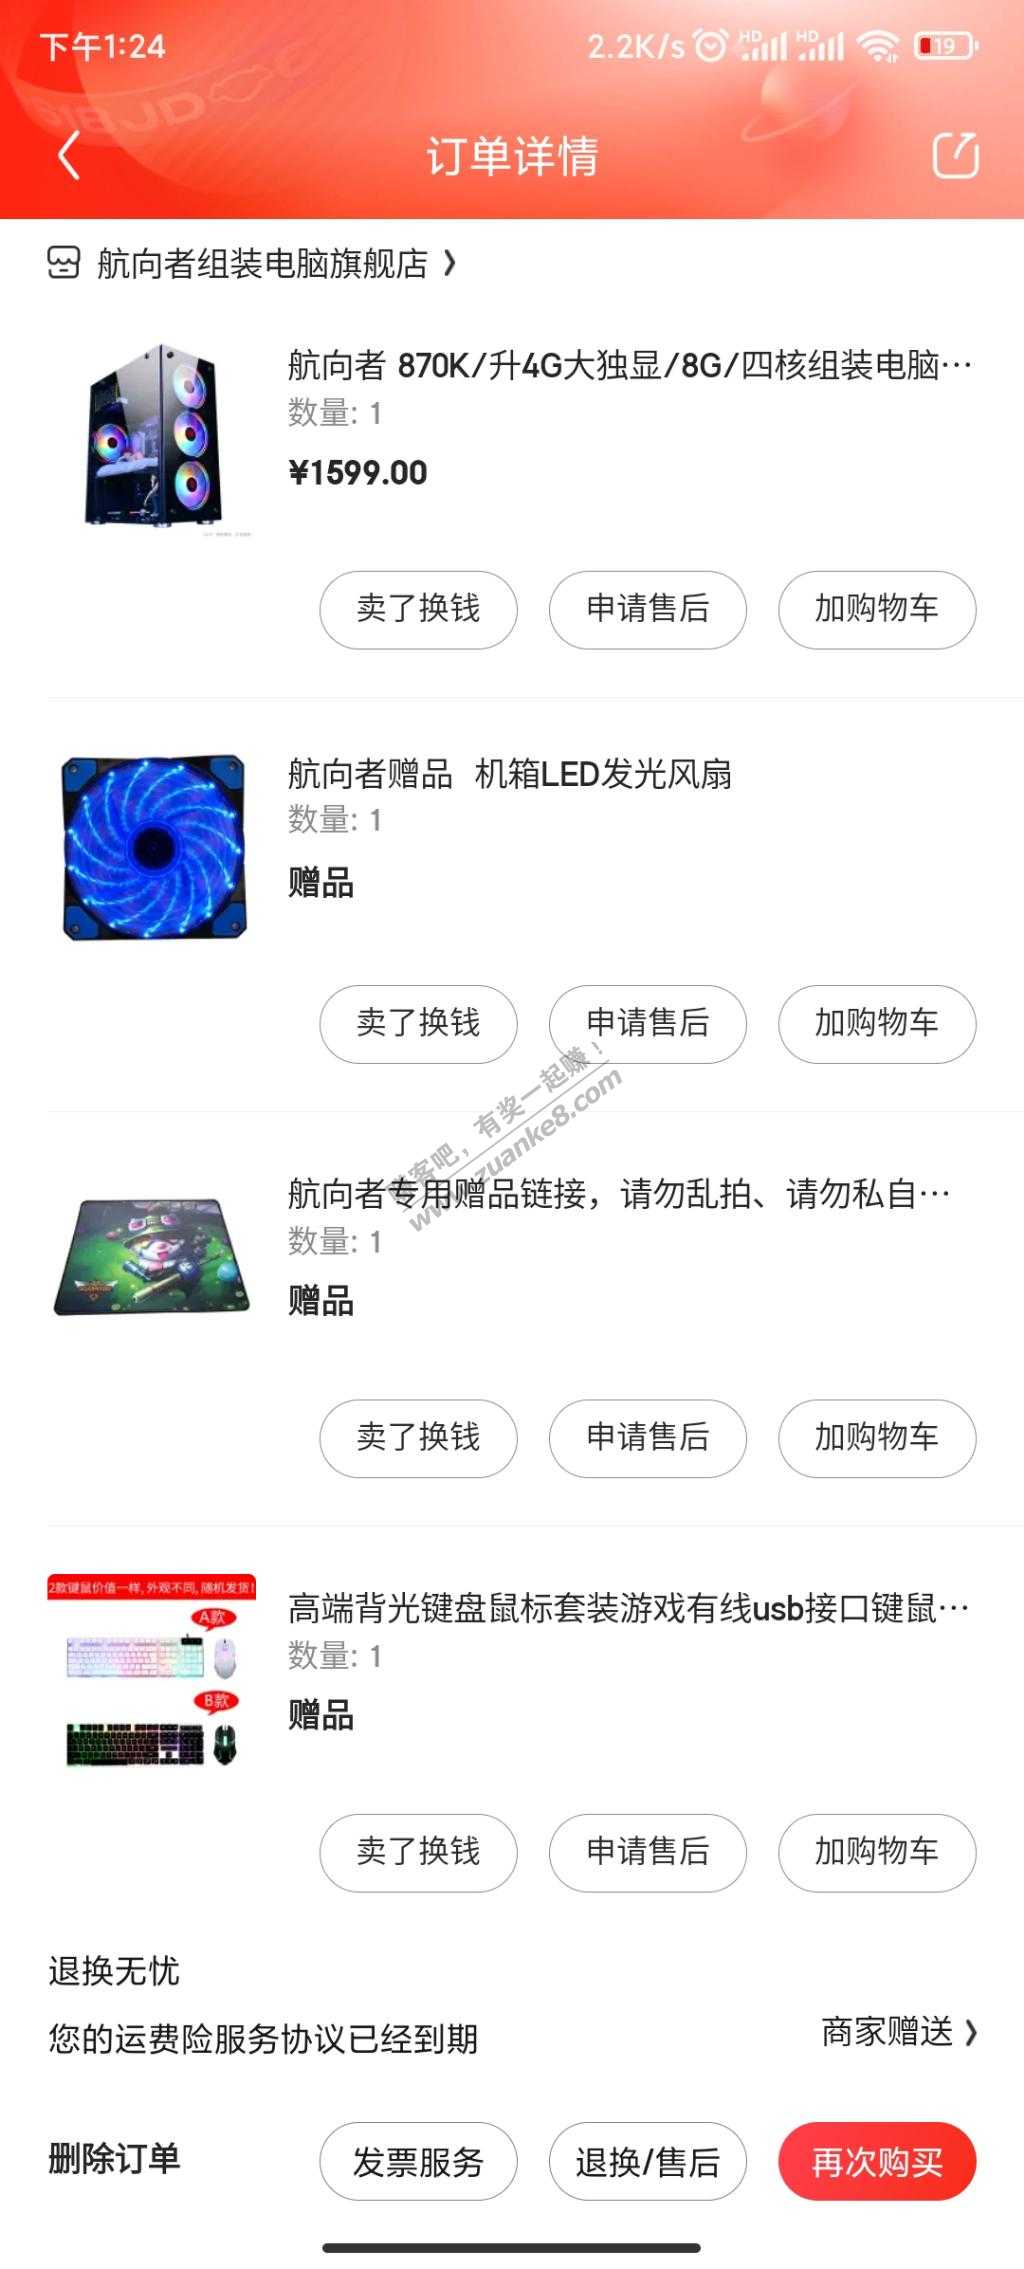 下午1:24
2.2K/s HD HD 19
订单详情
航向者组装电脑旗舰店
航向者 870K/升4G大独显/8G/四核组装电脑…
数量: 1
¥1599.00
卖了换钱 申请售后 加购物车
航向者赠品 机箱LED发光风扇
数量: 1
赠品
卖了换钱 申请售后 加购物车
赚客吧，有奖一起赚！
www.zuanke8.com
航向者专用赠品链接，请勿乱拍、请勿私自…
数量: 1
赠品
卖了换钱 申请售后 加购物车
2款键鼠价值一样, 外观不同, 随机发货!
A款
B款
高端背光键盘鼠标套装游戏有线usb接口键鼠…
数量: 1
赠品
卖了换钱 申请售后 加购物车
退换无忧
您的运费险服务协议已经到期
商家赠送
删除订单 发票服务 退换/售后 再次购买